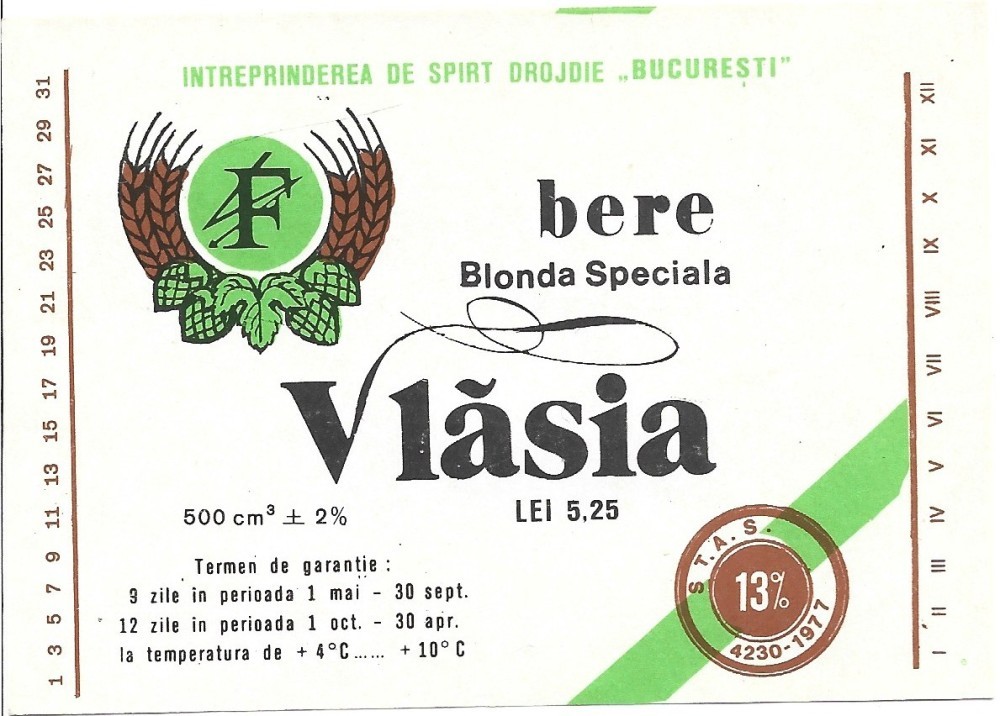 INTREPRINDEREA DE SPIRT DROJDIE „BUCUREȘTI”
F
bere
Blonda Speciala
Vlãsia
500 cm³ ± 2%
LEI 5,25
Termen de garanție :
9 zile in perioada 1 mai – 30 sept.
12 zile in perioada 1 oct. – 30 apr.
la temperatura de + 4°C ...... + 10°C
S.T.A.S.
13%
4230-1977
31
29
27
25
23
21
19
17
15
13
11
9
7
5
3
1
XII
XI
X
IX
VIII
VII
VI
V
IV
III
II
I